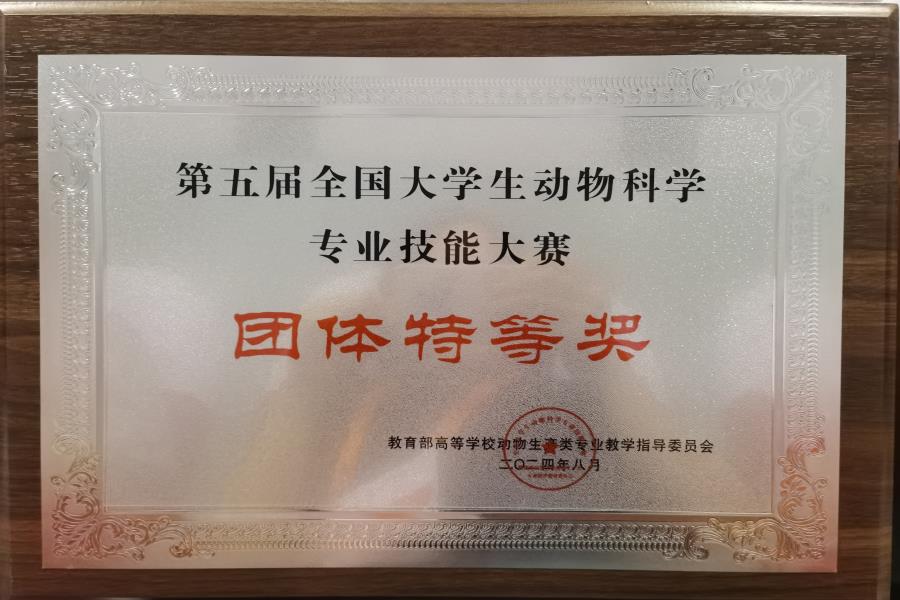 第五届全国大学生动物科学
专业技能大赛
团体特等奖
教育部高等学校动物生产类专业教学指导委员会
二〇二四年八月